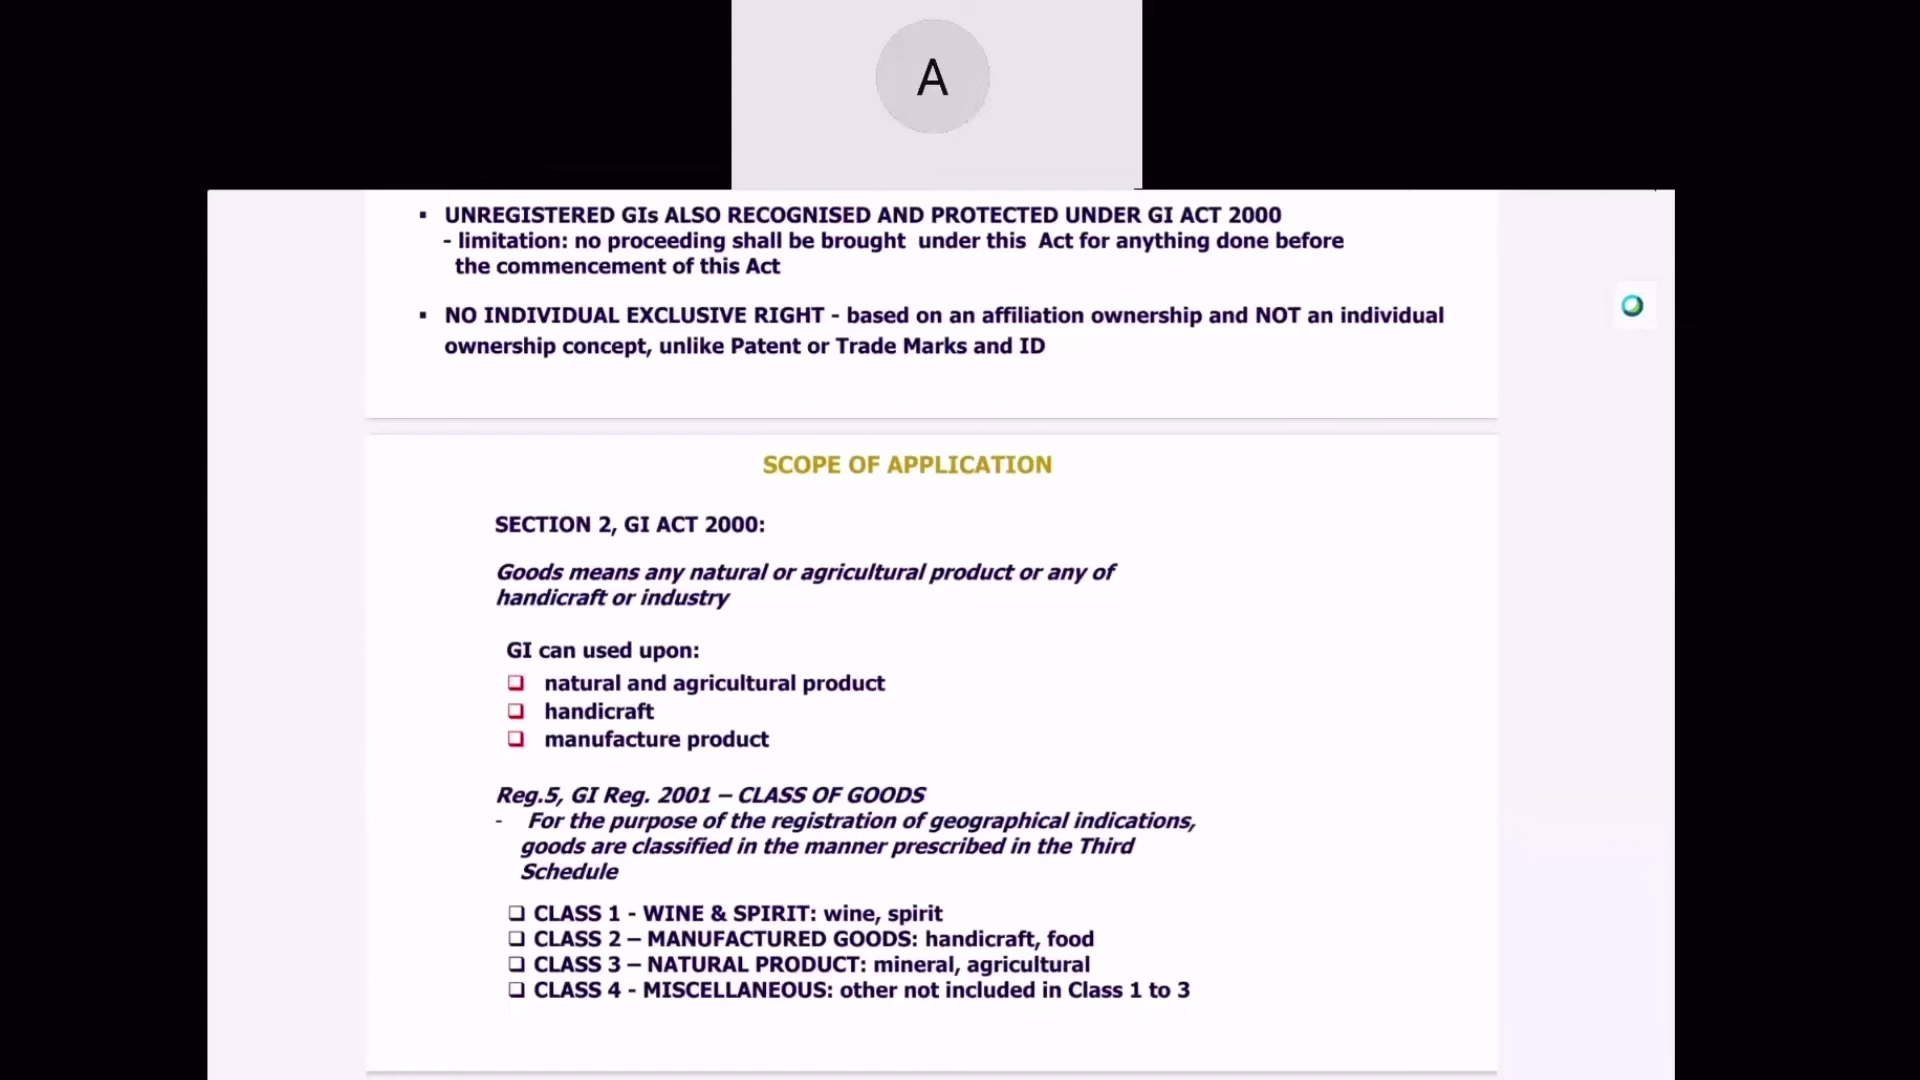 A
▪ UNREGISTERED GIs ALSO RECOGNISED AND PROTECTED UNDER GI ACT 2000
- limitation: no proceeding shall be brought under this Act for anything done before
the commencement of this Act
▪ NO INDIVIDUAL EXCLUSIVE RIGHT - based on an affiliation ownership and NOT an individual
ownership concept, unlike Patent or Trade Marks and ID
SCOPE OF APPLICATION
SECTION 2, GI ACT 2000:
Goods means any natural or agricultural product or any of
handicraft or industry
GI can used upon:
❑ natural and agricultural product
❑ handicraft
❑ manufacture product
Reg.5, GI Reg. 2001 – CLASS OF GOODS
- For the purpose of the registration of geographical indications,
goods are classified in the manner prescribed in the Third
Schedule
❑ CLASS 1 - WINE & SPIRIT: wine, spirit
❑ CLASS 2 – MANUFACTURED GOODS: handicraft, food
❑ CLASS 3 – NATURAL PRODUCT: mineral, agricultural
❑ CLASS 4 - MISCELLANEOUS: other not included in Class 1 to 3